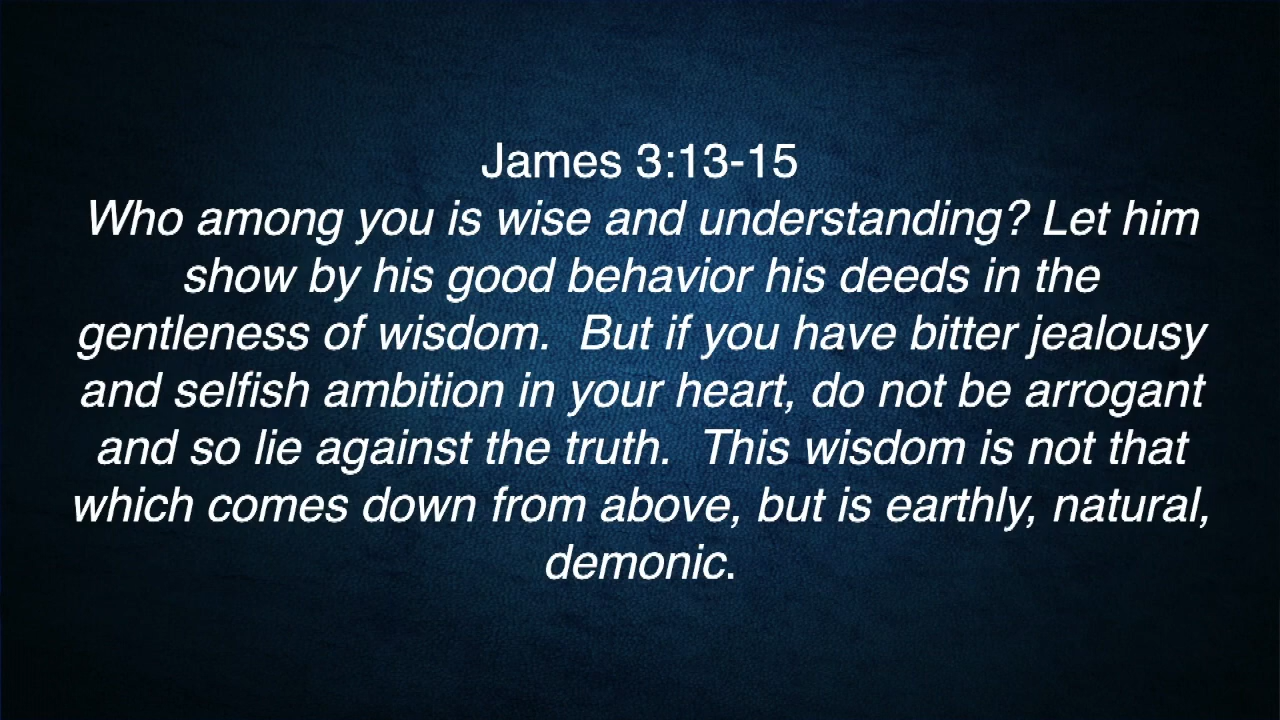 James 3:13-15
Who among you is wise and understanding? Let him
show by his good behavior his deeds in the
gentleness of wisdom.  But if you have bitter jealousy
and selfish ambition in your heart, do not be arrogant
and so lie against the truth.  This wisdom is not that
which comes down from above, but is earthly, natural,
demonic.